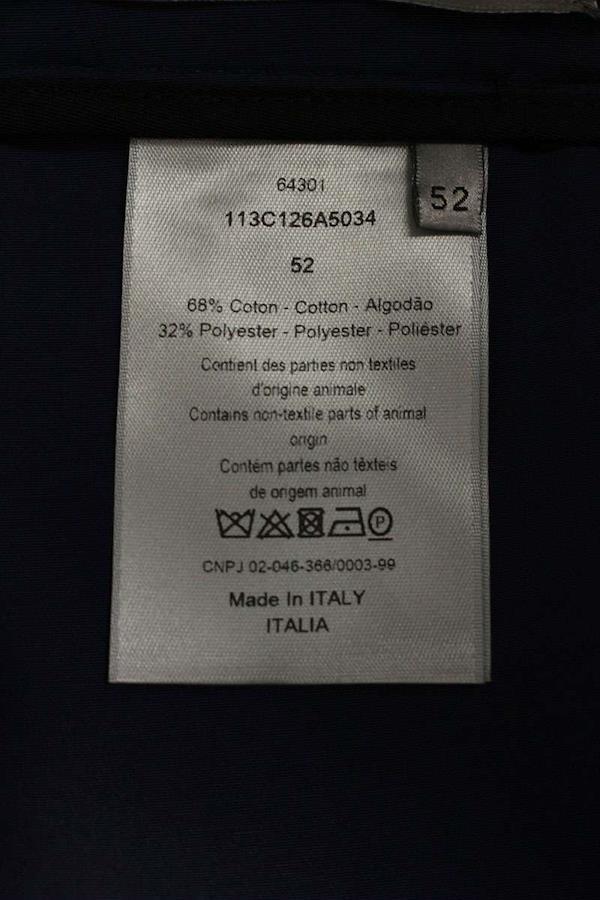 64301
52
113C126A5034
52
68% Coton - Cotton - Algodão
32% Polyester - Polyester - Poliéster
Contient des parties non textiles
d'origine animale
Contains non-textile parts of animal
origin
Contém partes não têxteis
de origem animal
P
CNPJ 02-046-366/0003-99
Made In ITALY
ITALIA